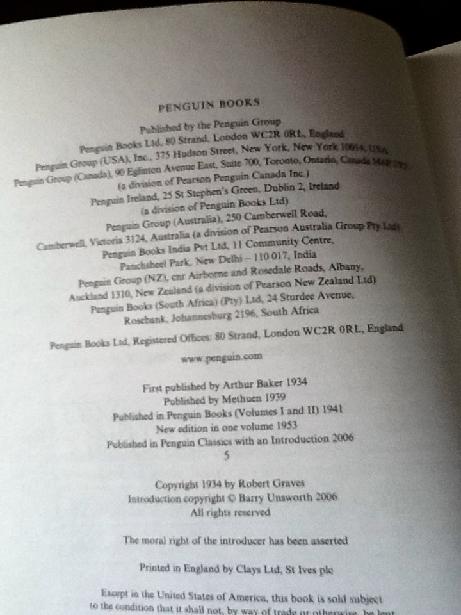 PENGUIN BOOKS
Published by the Penguin Group
Penguin Books Ltd, 80 Strand, London WC2R 0RL, England
Penguin Group (USA), Inc., 375 Hudson Street, New York, New York 10014, USA
Penguin Group (Canada), 90 Eglinton Avenue East, Suite 700, Toronto, Ontario, Canada
(a division of Pearson Penguin Canada Inc.)
Penguin Ireland, 25 St Stephen's Green, Dublin 2, Ireland
(a division of Penguin Books Ltd)
Penguin Group (Australia), 250 Camberwell Road,
Camberwell, Victoria 3124, Australia (a division of Pearson Australia Group Pty Ltd)
Penguin Books India Pvt Ltd, 11 Community Centre,
Panchsheel Park, New Delhi – 110 017, India
Penguin Group (NZ), cnr Airborne and Rosedale Roads, Albany,
Auckland 1310, New Zealand (a division of Pearson New Zealand Ltd)
Penguin Books (South Africa) (Pty) Ltd, 24 Sturdee Avenue,
Rosebank, Johannesburg 2196, South Africa
Penguin Books Ltd, Registered Offices: 80 Strand, London WC2R 0RL, England
www.penguin.com
First published by Arthur Baker 1934
Published by Methuen 1939
Published in Penguin Books (Volumes I and II) 1941
New edition in one volume 1953
Published in Penguin Classics with an Introduction 2006
5
Copyright 1934 by Robert Graves
Introduction copyright © Barry Unsworth 2006
All rights reserved
The moral right of the introducer has been asserted
Printed in England by Clays Ltd, St Ives plc
Except in the United States of America, this book is sold subject
to the condition that it shall not, by way of trade or otherwise, be lent